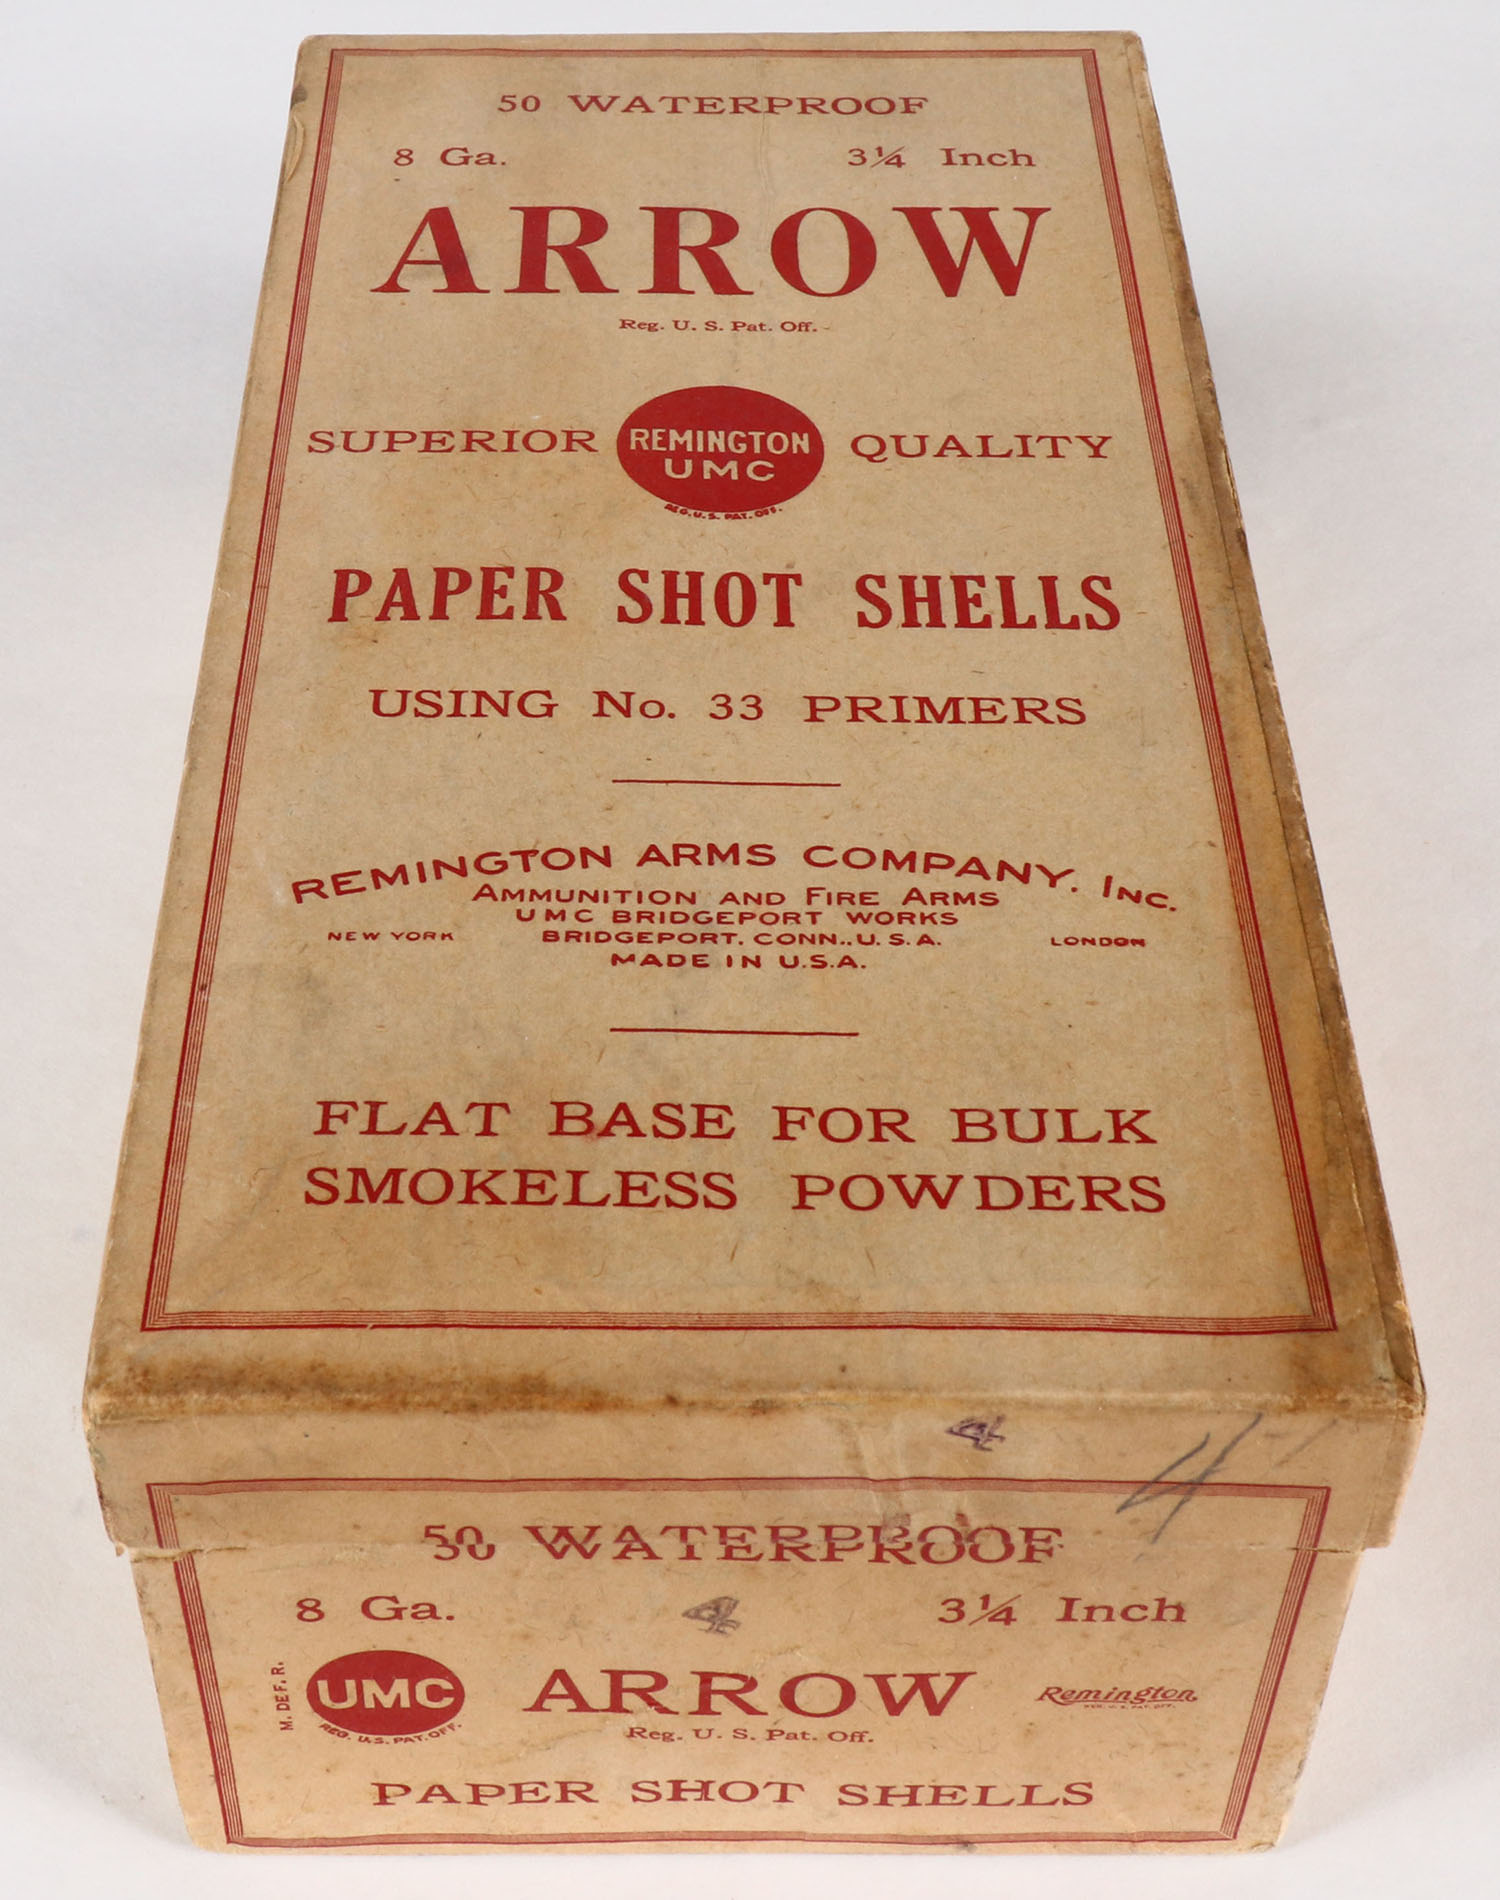 50 WATERPROOF
8 Ga. 3¼ Inch
ARROW
Reg. U. S. Pat. Off.
SUPERIOR REMINGTON UMC QUALITY
REG. U. S. PAT. OFF.
PAPER SHOT SHELLS
USING No. 33 PRIMERS
REMINGTON ARMS COMPANY. INC.
AMMUNITION AND FIRE ARMS
UMC BRIDGEPORT WORKS
NEW YORK BRIDGEPORT. CONN., U. S. A. LONDON
MADE IN U.S.A.
FLAT BASE FOR BULK
SMOKELESS POWDERS
4 4
50 WATERPROOF
8 Ga. 4 3¼ Inch
M. DEF. R. UMC ARROW Remington
REG. U.S. PAT. OFF. Reg. U. S. Pat. Off. REG. U.S. PAT. OFF.
PAPER SHOT SHELLS